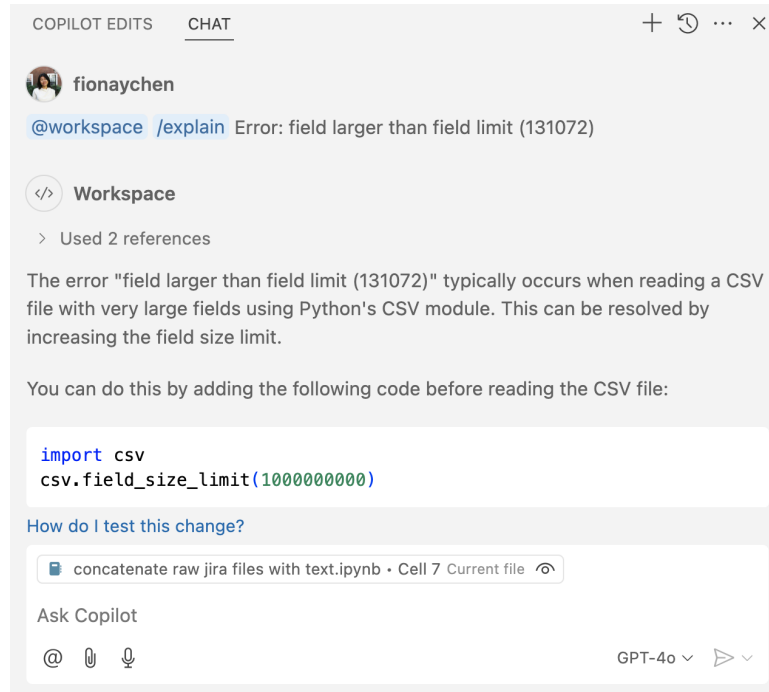 COPILOT EDITS CHAT
fionaychen
@workspace /explain Error: field larger than field limit (131072)
Workspace
Used 2 references
The error "field larger than field limit (131072)" typically occurs when reading a CSV
file with very large fields using Python's CSV module. This can be resolved by
increasing the field size limit.
You can do this by adding the following code before reading the CSV file:
import csv
csv.field_size_limit(1000000000)
How do I test this change?
concatenate raw jira files with text.ipynb • Cell 7 Current file
Ask Copilot
GPT-4o